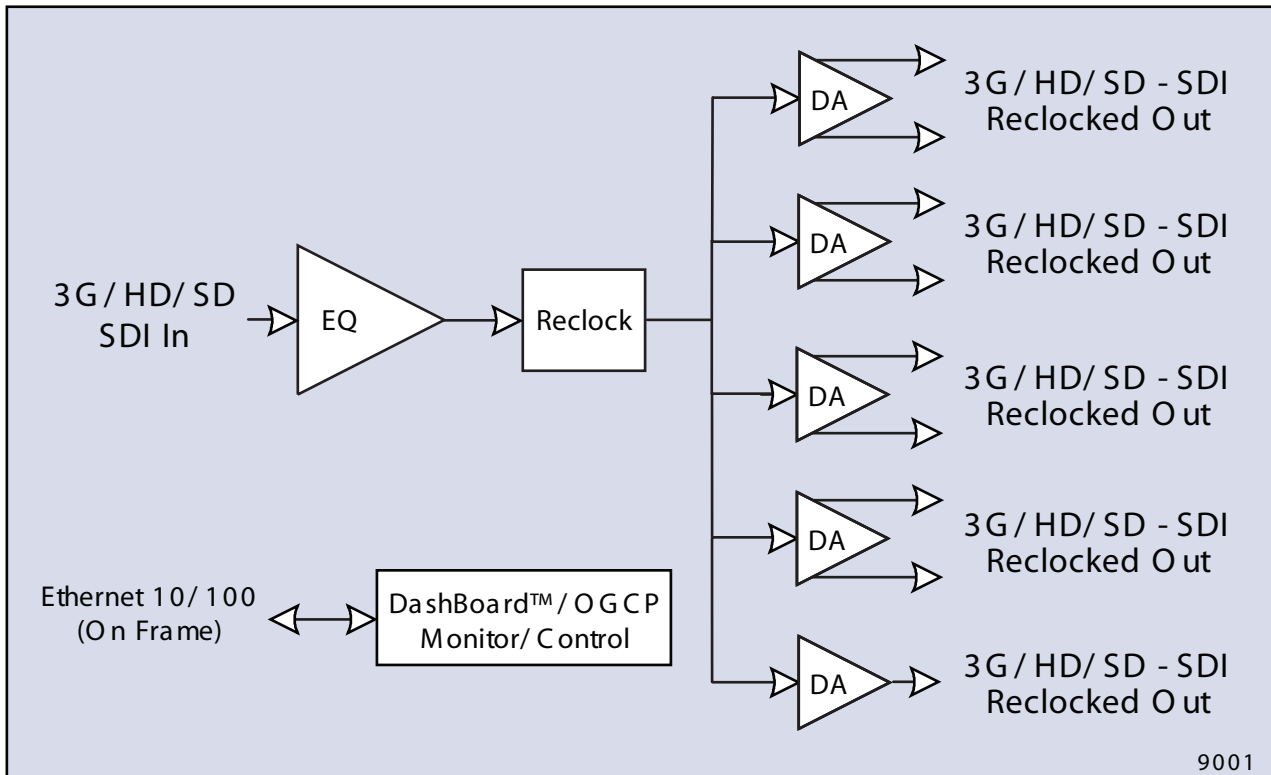 3G/HD/SD
SDI In
EQ
Reclock
DA
3G/HD/SD - SDI
Reclocked Out
DA
3G/HD/SD - SDI
Reclocked Out
DA
3G/HD/SD - SDI
Reclocked Out
DA
3G/HD/SD - SDI
Reclocked Out
DA
3G/HD/SD - SDI
Reclocked Out
Ethernet 10/100
(On Frame)
DashBoard™/OGCP
Monitor/Control
9001